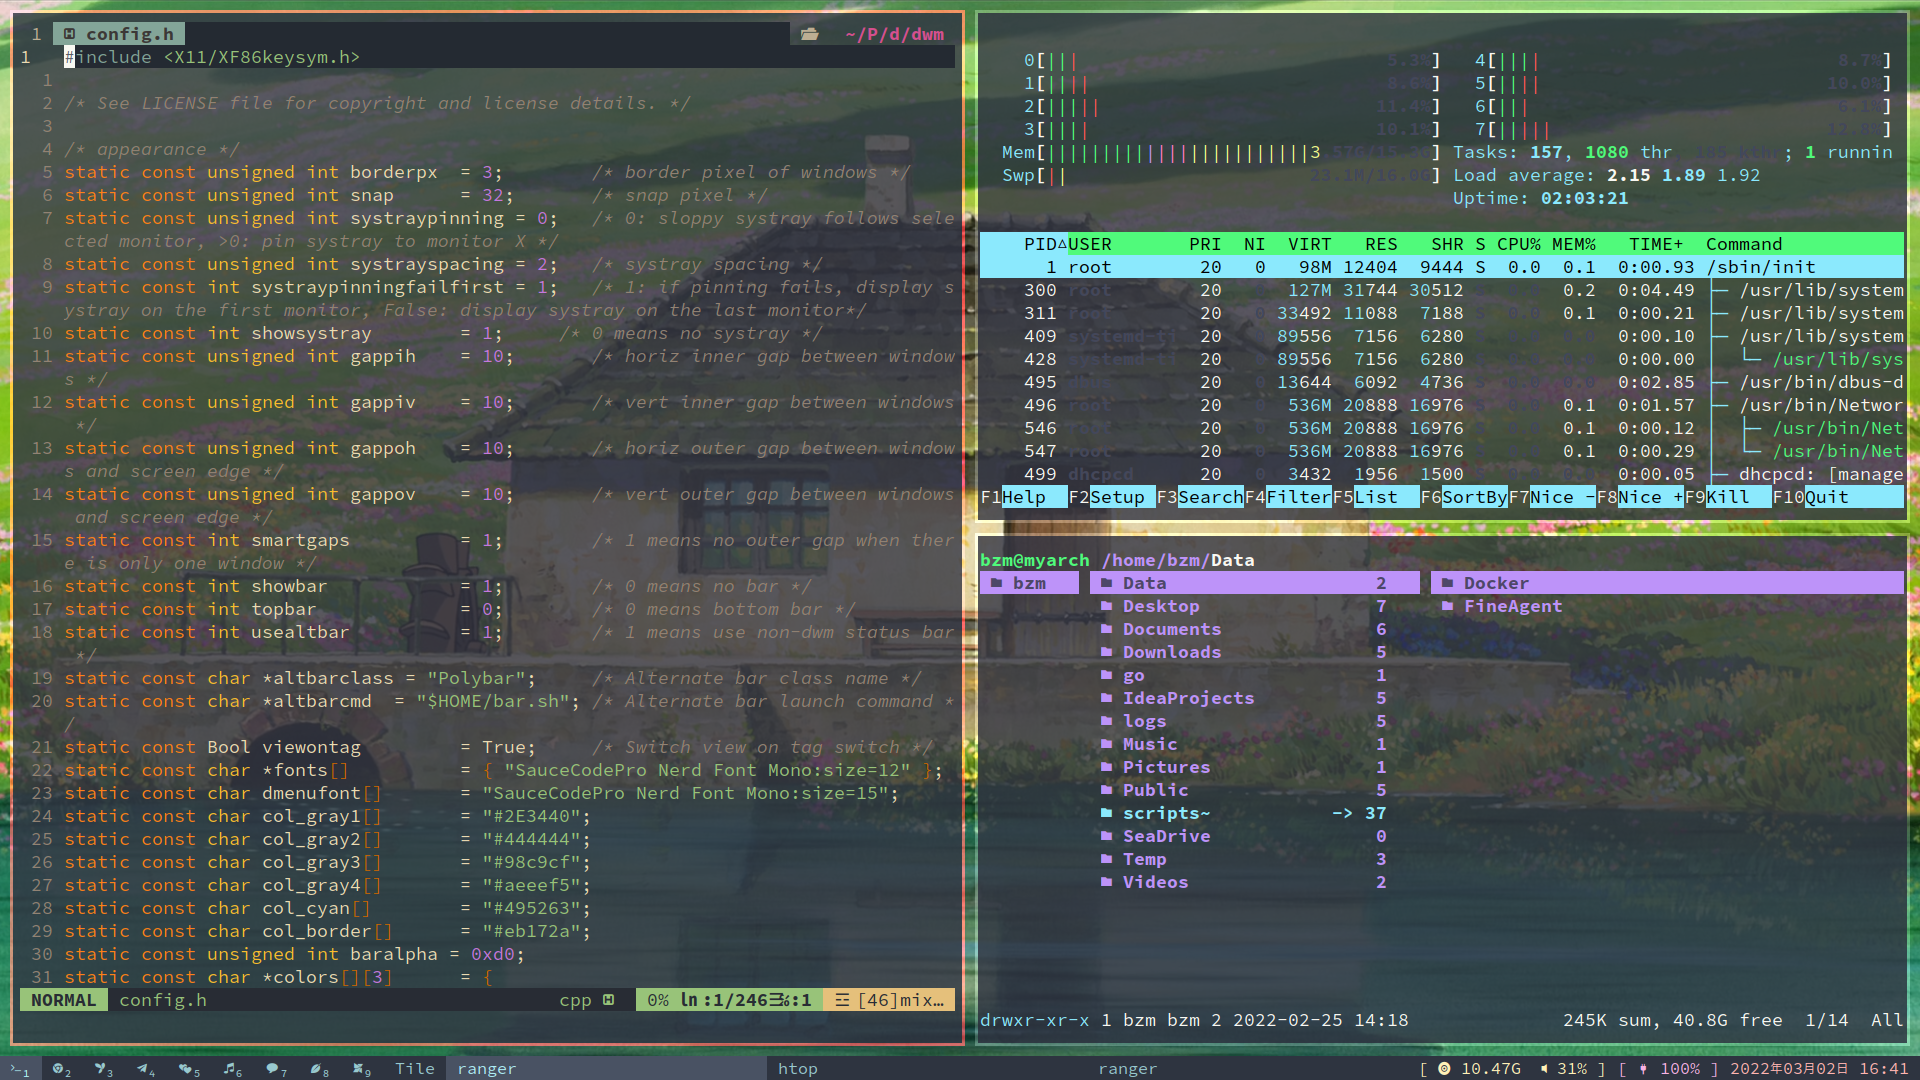 1 config.h ~/P/d/dwm
1 #include <X11/XF86keysym.h>
1
2 /* See LICENSE file for copyright and license details. */
3
4 /* appearance */
5 static const unsigned int borderpx = 3; /* border pixel of windows */
6 static const unsigned int snap = 32; /* snap pixel */
7 static const unsigned int systraypinning = 0; /* 0: sloppy systray follows sele
cted monitor, >0: pin systray to monitor X */
8 static const unsigned int systrayspacing = 2; /* systray spacing */
9 static const int systraypinningfailfirst = 1; /* 1: if pinning fails, display s
ystray on the first monitor, False: display systray on the last monitor*/
10 static const int showsystray = 1; /* 0 means no systray */
11 static const unsigned int gappih = 10; /* horiz inner gap between window
s */
12 static const unsigned int gappiv = 10; /* vert inner gap between windows
*/
13 static const unsigned int gappoh = 10; /* horiz outer gap between window
s and screen edge */
14 static const unsigned int gappov = 10; /* vert outer gap between windows
and screen edge */
15 static const int smartgaps = 1; /* 1 means no outer gap when ther
e is only one window */
16 static const int showbar = 1; /* 0 means no bar */
17 static const int topbar = 0; /* 0 means bottom bar */
18 static const int usealtbar = 1; /* 1 means use non-dwm status bar
*/
19 static const char *altbarclass = "Polybar"; /* Alternate bar class name */
20 static const char *altbarcmd = "$HOME/bar.sh"; /* Alternate bar launch command *
/
21 static const Bool viewontag = True; /* Switch view on tag switch */
22 static const char *fonts[] = { "SauceCodePro Nerd Font Mono:size=12" };
23 static const char dmenufont[] = "SauceCodePro Nerd Font Mono:size=15";
24 static const char col_gray1[] = "#2E3440";
25 static const char col_gray2[] = "#444444";
26 static const char col_gray3[] = "#98c9cf";
27 static const char col_gray4[] = "#aeeef5";
28 static const char col_cyan[] = "#495263";
29 static const char col_border[] = "#eb172a";
30 static const unsigned int baralpha = 0xd0;
31 static const char *colors[][3] = {
NORMAL config.h cpp 0% ln :1/246 %:1 [46]mix…
0[||| 5.3%] 4[|||| 8.7%]
1[|||| 8.6%] 5[|||| 10.0%]
2[||||| 11.4%] 6[||| 6.1%]
3[|||| 10.1%] 7[||||| 12.8%]
Mem[||||||||||||||||||||||||3.57G/15.3G] Tasks: 157, 1080 thr, 185 kthr; 1 runnin
Swp[|| 23.1M/16.0G] Load average: 2.15 1.89 1.92
Uptime: 02:03:21
PID△USER PRI NI VIRT RES SHR S CPU% MEM% TIME+ Command
1 root 20 0 98M 12404 9444 S 0.0 0.1 0:00.93 /sbin/init
300 root 20 127M 31744 30512 0.2 0:04.49 ├─ /usr/lib/system
311 root 20 0 33492 11088 7188 S 0.0 0.1 0:00.21 ├─ /usr/lib/system
409 systemd-ti 20 0 89556 7156 6280 0:00.10 ├─ /usr/lib/system
428 systemd-ti 20 0 89556 7156 6280 S 0.0 0.0 0:00.00 │ └─ /usr/lib/sys
495 dbus 20 0 13644 6092 4736 S 0.0 0.0 0:02.85 ├─ /usr/bin/dbus-d
496 root 20 0 536M 20888 16976 S 0.0 0.1 0:01.57 ├─ /usr/bin/Networ
546 20 536M 20888 16976 0.1 0:00.12 │ ├─ /usr/bin/Net
547 root 20 0 536M 20888 16976 S 0.0 0.1 0:00.29 │ └─ /usr/bin/Net
499 dhcpcd 20 0 3432 1956 1500 S 0.0 0.0 0:00.05 ├─ dhcpcd: [manage
F1Help F2Setup F3SearchF4FilterF5List F6SortByF7Nice -F8Nice +F9Kill F10Quit
bzm@myarch /home/bzm/Data
bzm Data 2 Docker
Desktop 7 FineAgent
Documents 6
Downloads 5
go 1
IdeaProjects 5
logs 5
Music 1
Pictures 1
Public 5
scripts~ -> 37
SeaDrive 0
Temp 3
Videos 2
drwxr-xr-x 1 bzm bzm 2 2022-02-25 14:18 245K sum, 40.8G free 1/14 All
1 2 3 4 5 6 7 8 9 Tile ranger htop ranger [ 10.47G 31% ] [ 100% ] 2022年03月02日 16:41